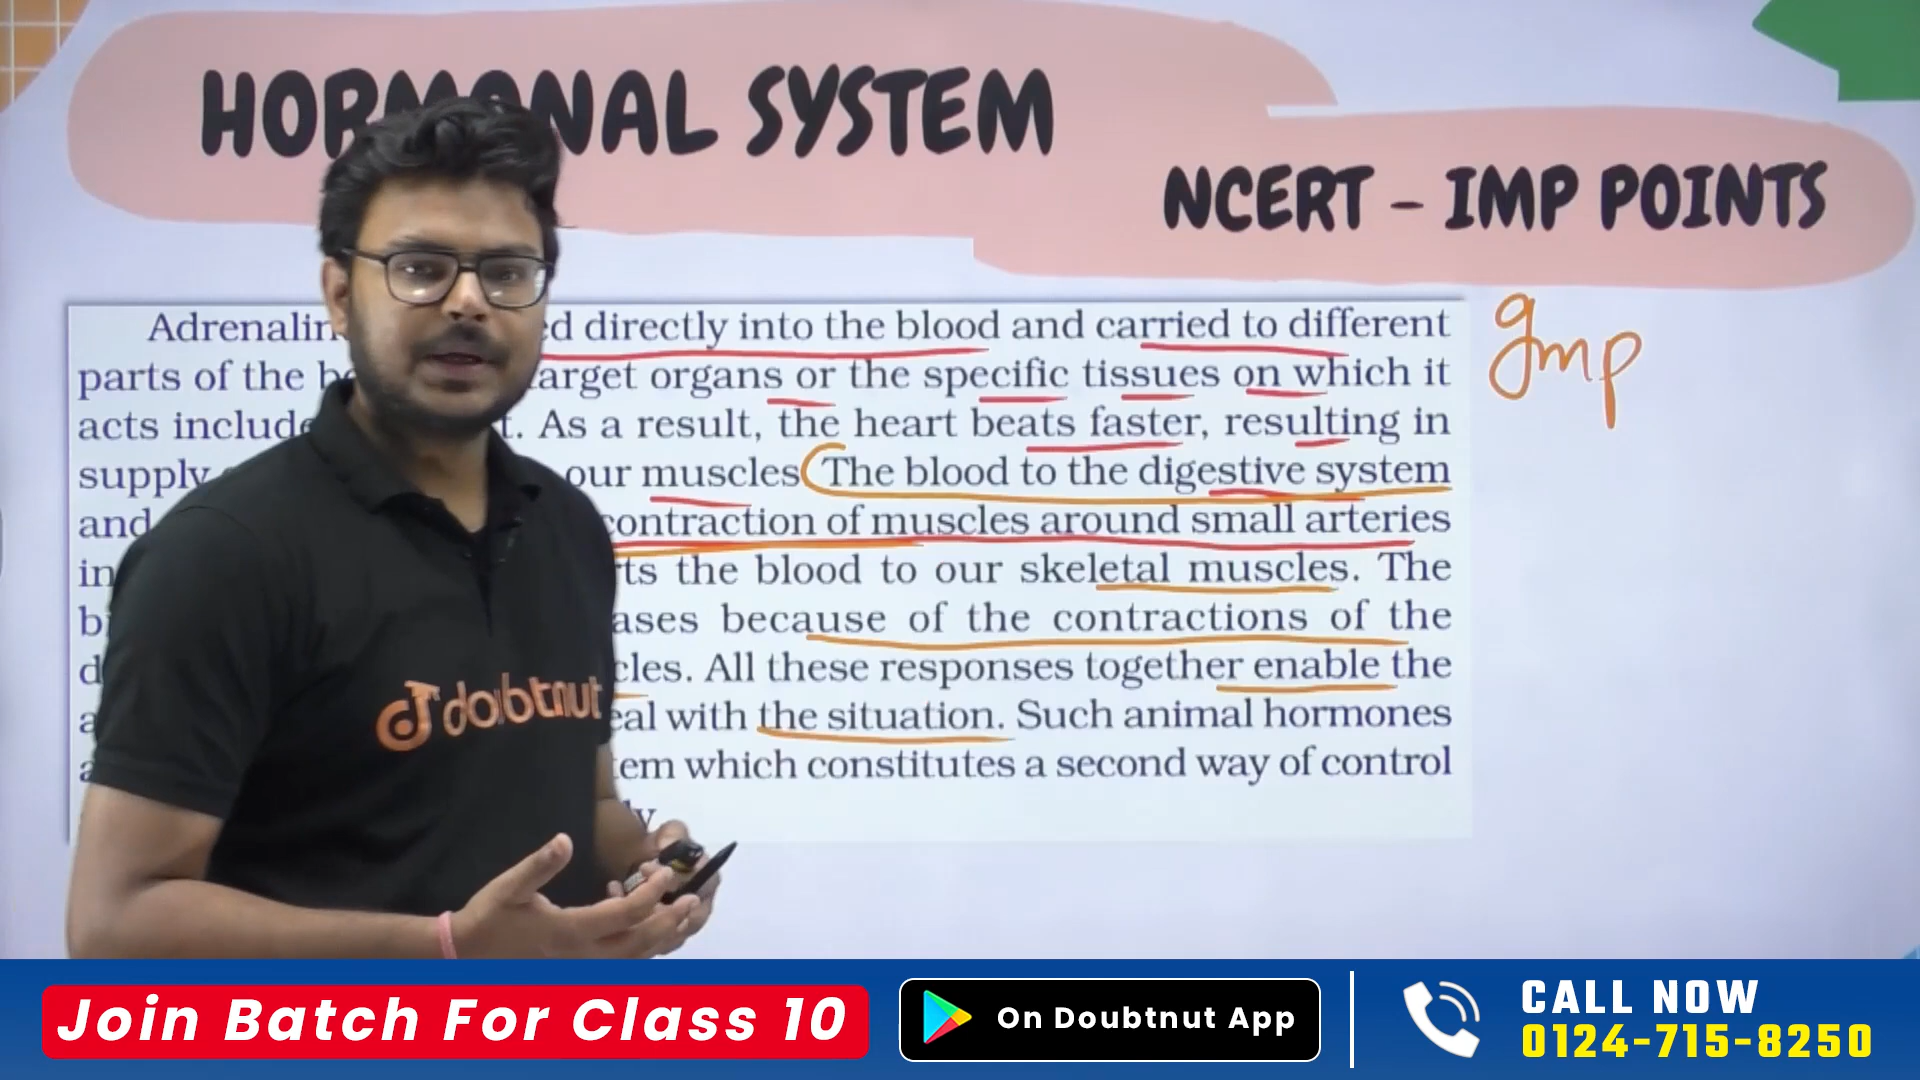 HORMONAL SYSTEM
NCERT - IMP POINTS
Imp
Adrenalin ed directly into the blood and carried to different
parts of the target organs or the specific tissues on which it
acts include t. As a result, the heart beats faster, resulting in
supply our muscles The blood to the digestive system
and contraction of muscles around small arteries
in ts the blood to our skeletal muscles. The
ases because of the contractions of the
d cles. All these responses together enable the
a eal with the situation. Such animal hormones
a tem which constitutes a second way of control
y
doubtnut
Join Batch For Class 10
On Doubtnut App
CALL NOW
0124-715-8250